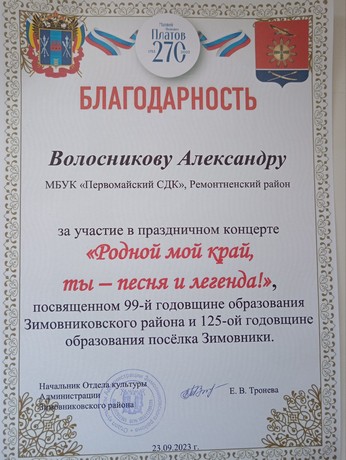 Платов
270
БЛАГОДАРНОСТЬ
Волосникову Александру
МБУК «Первомайский СДК», Ремонтненский район
за участие в праздничном концерте
«Родной мой край,
ты – песня и легенда!»,
посвященном 99-й годовщине образования
Зимовниковского района и 125-ой годовщине
образования посёлка Зимовники.
Начальник Отдела культуры
Администрации
Зимовниковского района
Е. В. Тронева
23.09.2023 г.